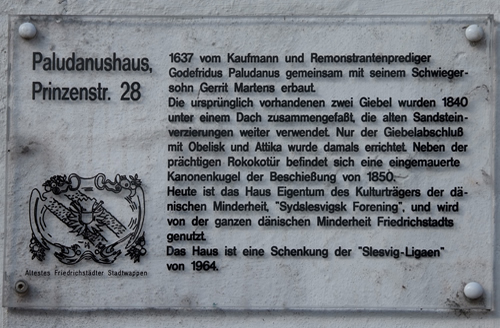 Paludanushaus,
Prinzenstr. 28
1637 vom Kaufmann und Remonstrantenprediger
Godefridus Paludanus gemeinsam mit seinem Schwieger-
sohn Gerrit Martens erbaut.
Die ursprünglich vorhandenen zwei Giebel wurden 1840
unter einem Dach zusammengefaßt, die alten Sandstein-
verzierungen weiter verwendet. Nur der Giebelabschluß
mit Obelisk und Attika wurde damals errichtet. Neben der
prächtigen Rokokotür befindet sich eine eingemauerte
Kanonenkugel der Beschießung von 1850.
Heute ist das Haus Eigentum des Kulturträgers der dä-
nischen Minderheit, "Sydslesvigsk Forening", und wird
von der ganzen dänischen Minderheit Friedrichstadts
genutzt.
Das Haus ist eine Schenkung der "Slesvig-Ligaen"
von 1964.
Ältestes Friedrichstädter Stadtwappen